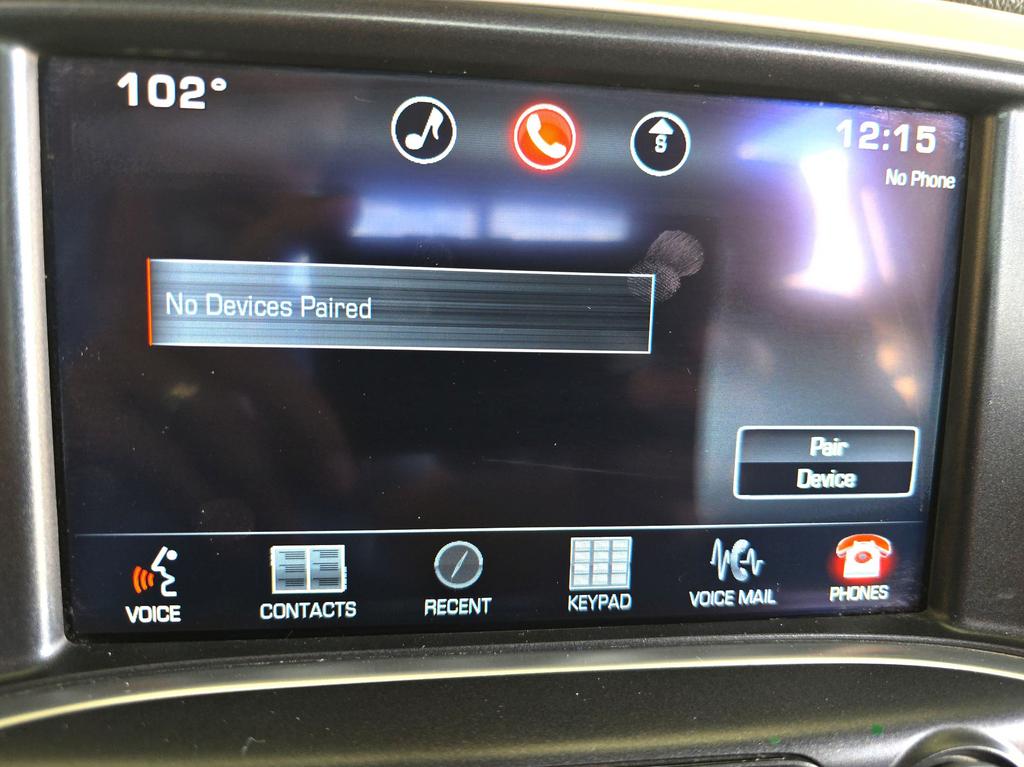 102°
S
12:15
No Phone
No Devices Paired
Pair
Device
VOICE
CONTACTS
RECENT
KEYPAD
VOICE MAIL
PHONES